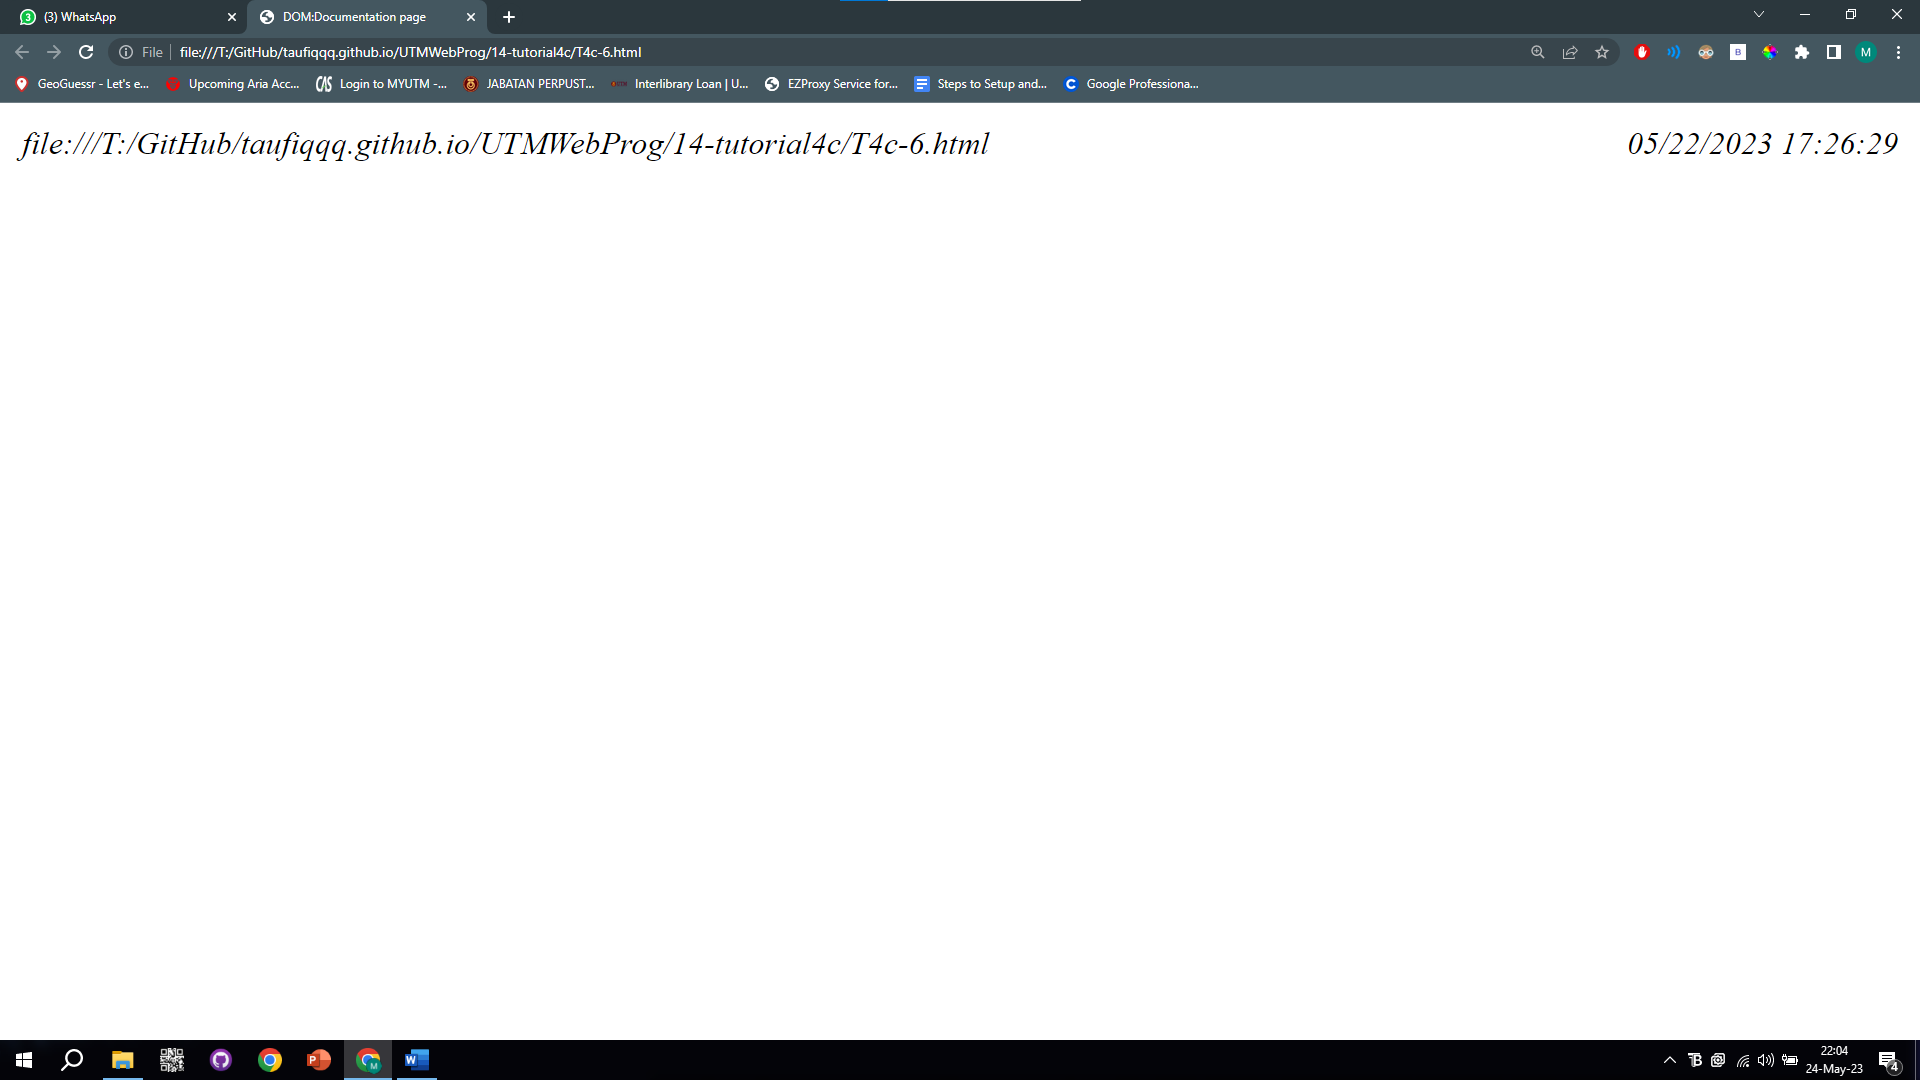 (3) WhatsApp
DOM:Documentation page
File
file:///T:/GitHub/taufiqqq.github.io/UTMWebProg/14-tutorial4c/T4c-6.html
M
GeoGuessr - Let's e...
Upcoming Aria Acc...
Login to MYUTM -...
JABATAN PERPUST...
Interlibrary Loan | U...
EZProxy Service for...
Steps to Setup and...
Google Professiona...
file:///T:/GitHub/taufiqqq.github.io/UTMWebProg/14-tutorial4c/T4c-6.html
05/22/2023 17:26:29
22:04
24-May-23
4